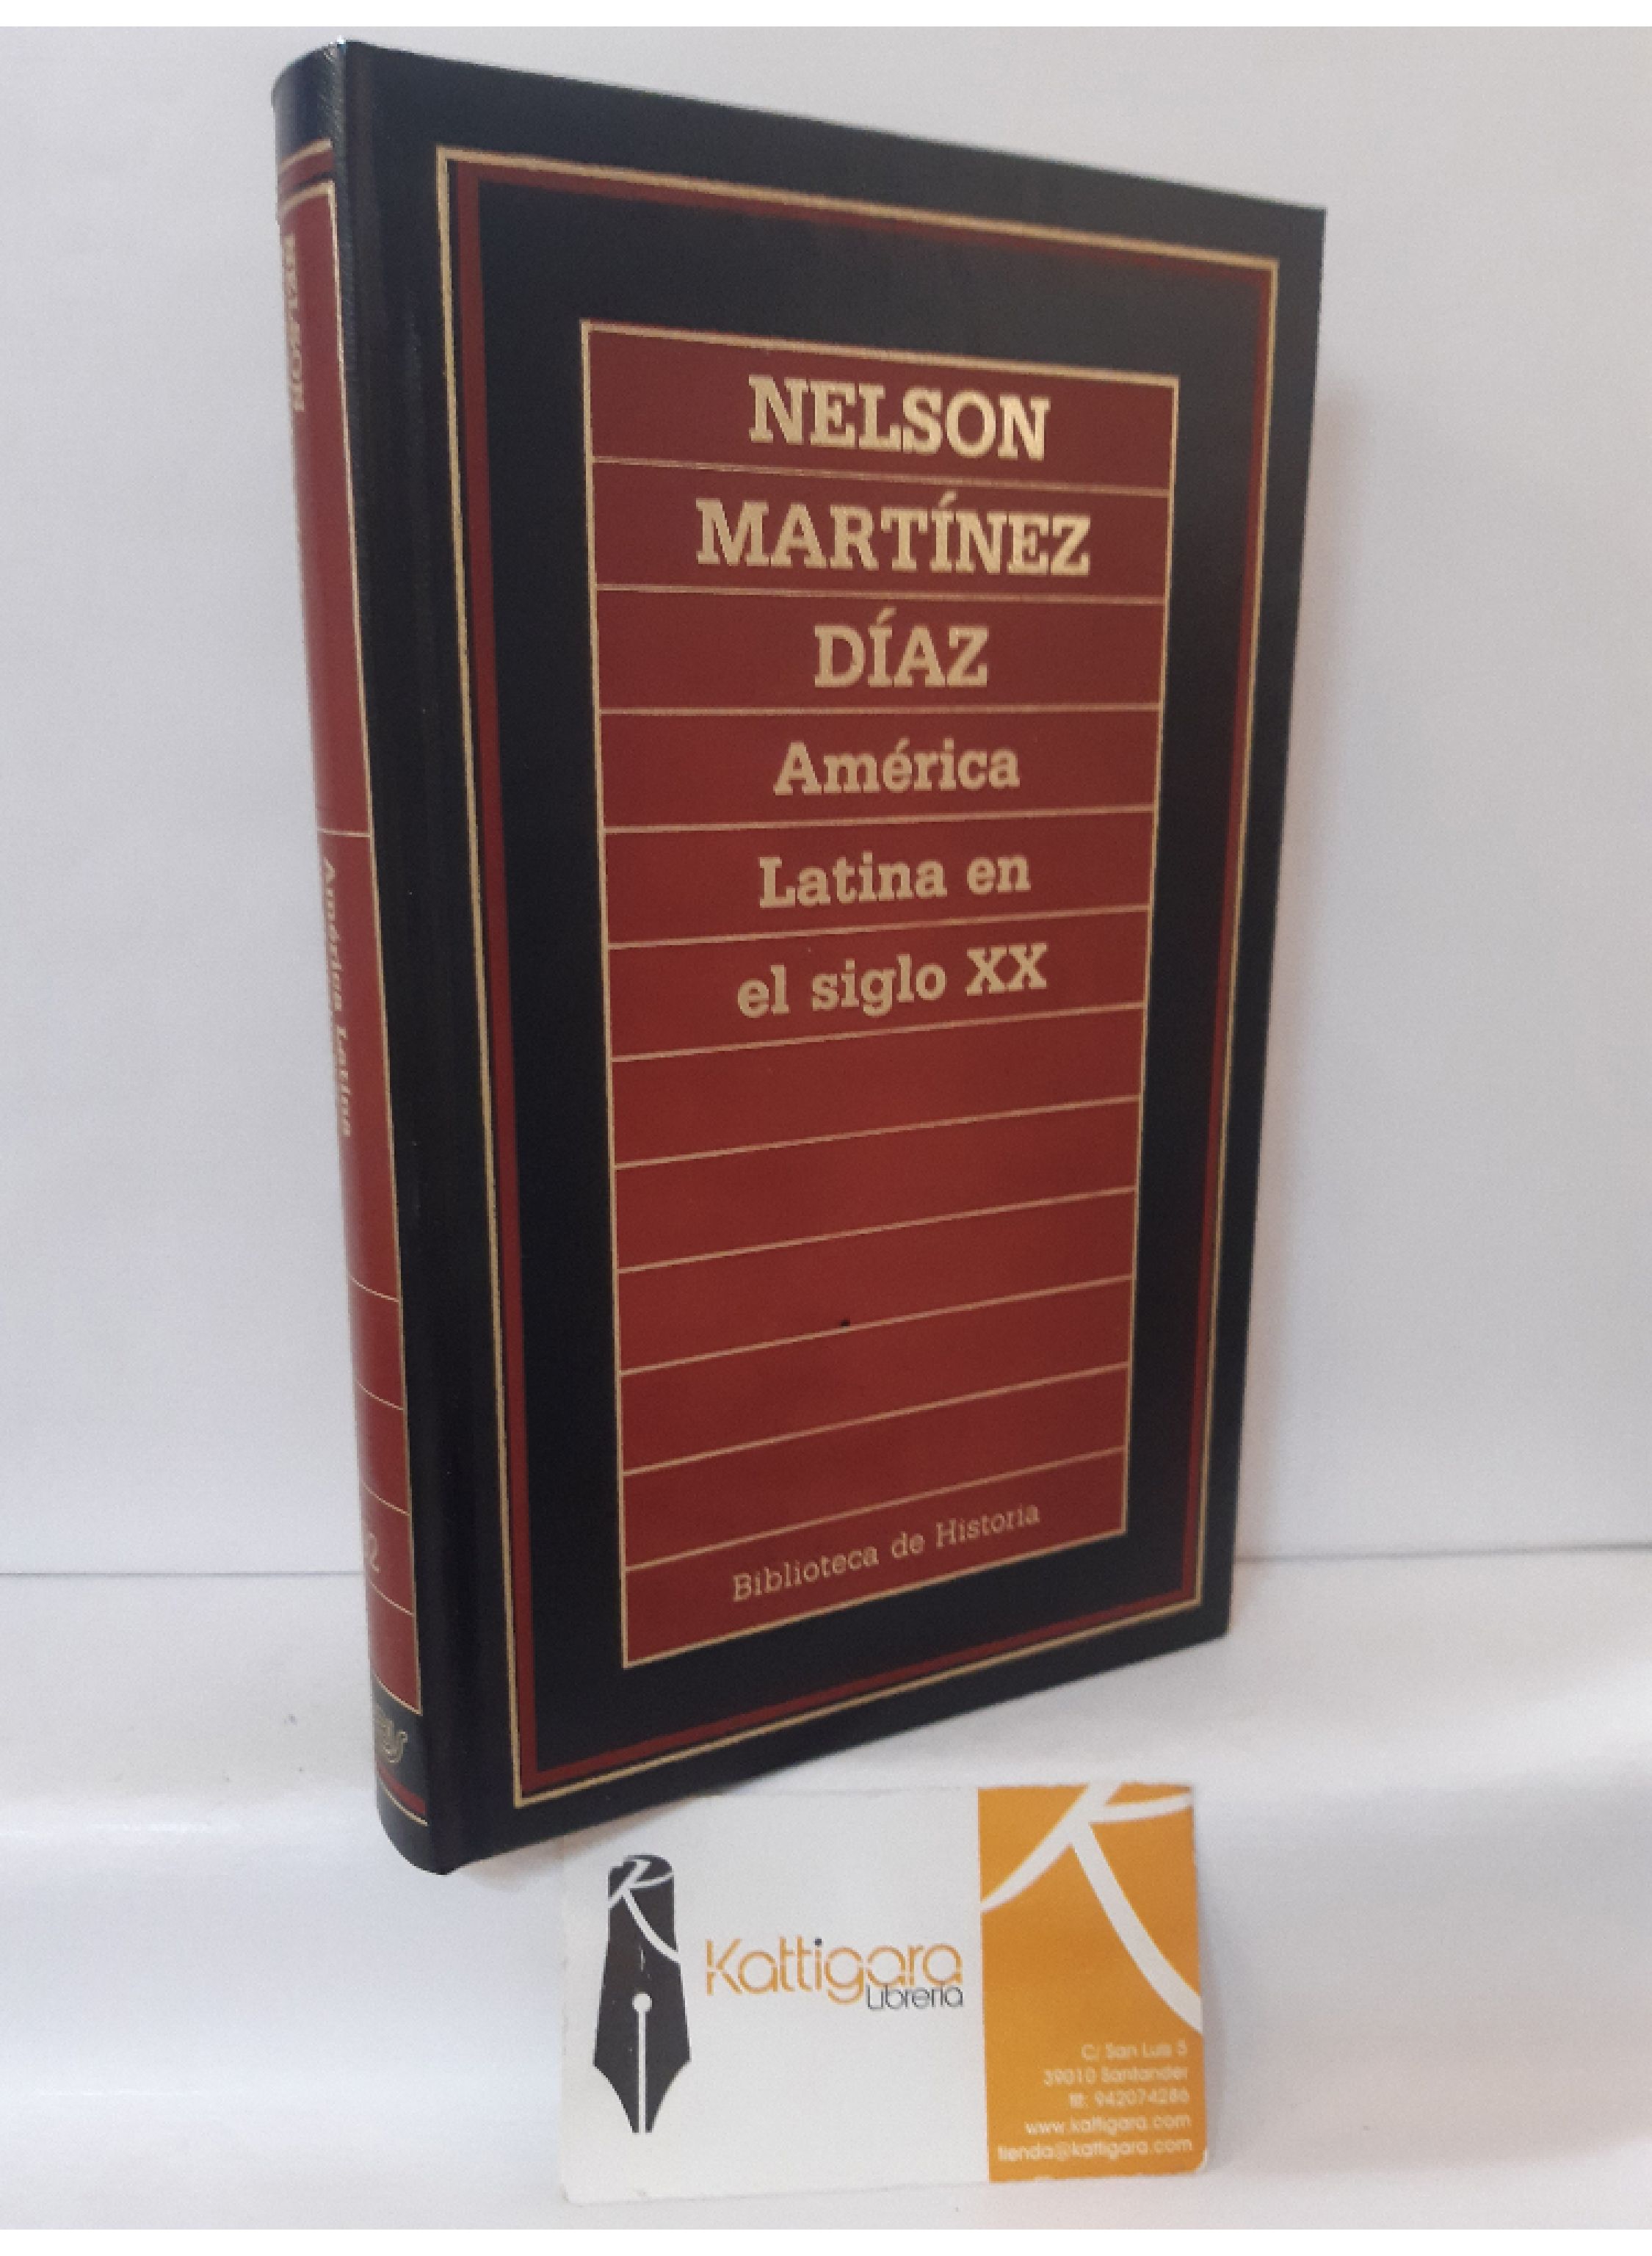 NELSON
MARTÍNEZ
DÍAZ
América
Latina en
el siglo XX
Biblioteca de Historia
NELSON
América Latina
Kattigara
Librería
C/ San Luis 5
39010 Santander
tlf: 942074286
www.kattigara.com
tienda@kattigara.com